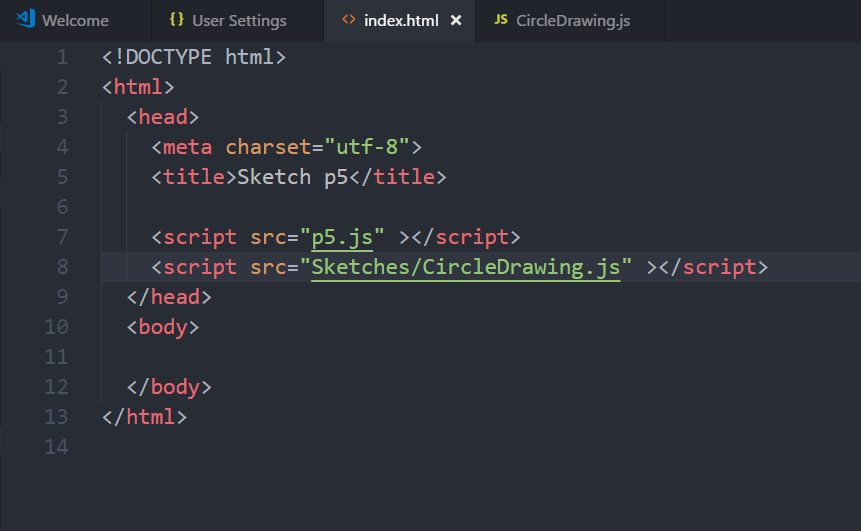 Welcome {} User Settings <> index.html × JS CircleDrawing.js
1 <!DOCTYPE html>
2 <html>
3 <head>
4 <meta charset="utf-8">
5 <title>Sketch p5</title>
6
7 <script src="p5.js" ></script>
8 <script src="Sketches/CircleDrawing.js" ></script>
9 </head>
10 <body>
11
12 </body>
13 </html>
14